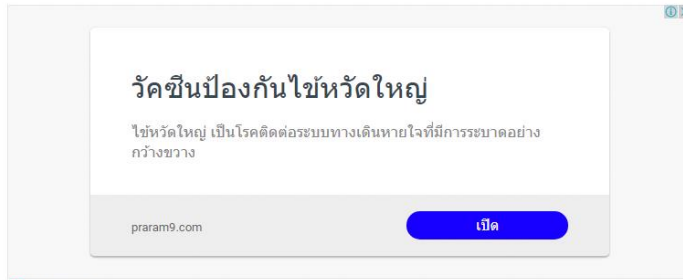 วัคซีนป้องกันไข้หวัดใหญ่
ไข้หวัดใหญ่ เป็นโรคติดต่อระบบทางเดินหายใจที่มีการระบาดอย่าง
กว้างขวาง
praram9.com
เปิด